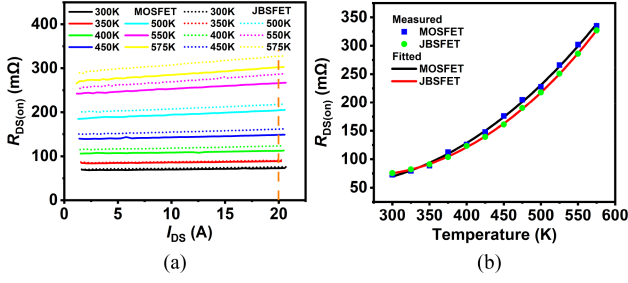 (a)
300K MOSFET 300K JBSFET
350K 500K 350K 500K
400K 550K 400K 550K
450K 575K 450K 575K
R_DS(on) (mΩ)
400
350
300
250
200
150
100
50
0
0 5 10 15 20 25
I_DS (A)
(a)
(b)
Measured
MOSFET
JBSFET
Fitted
MOSFET
JBSFET
R_DS(on) (mΩ)
350
300
250
200
150
100
50
300 350 400 450 500 550 600
Temperature (K)
(b)